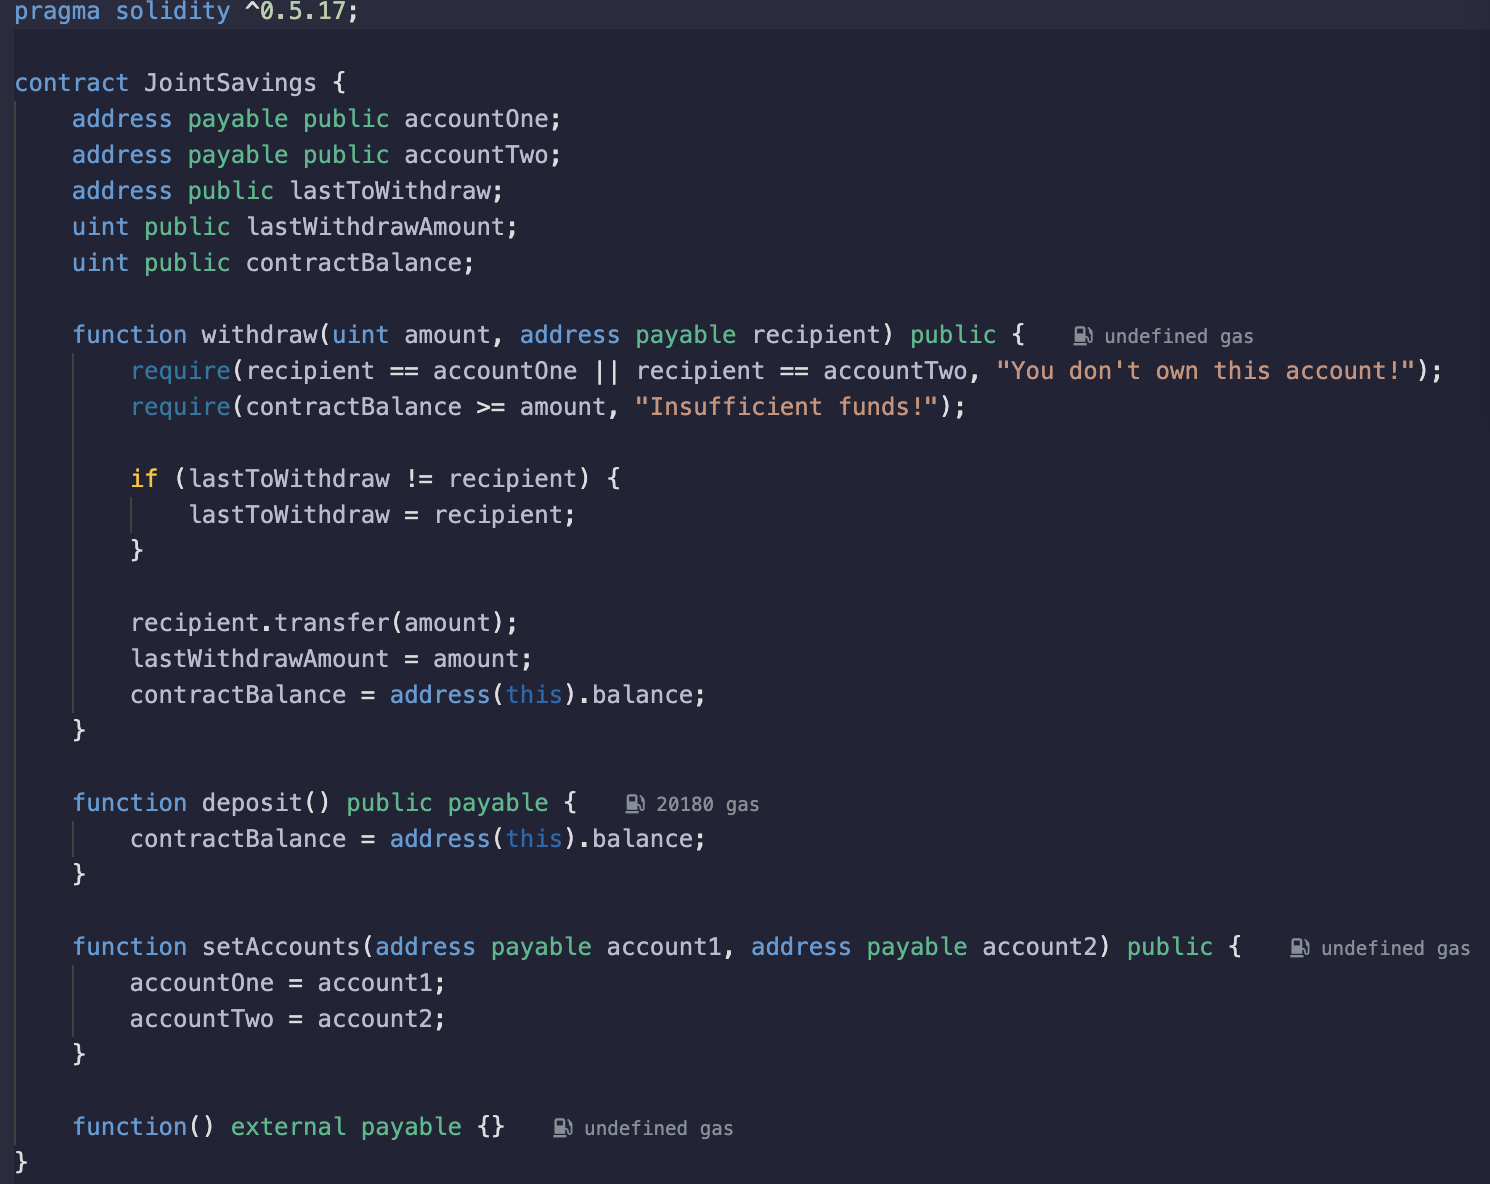 pragma solidity ^0.5.17;
contract JointSavings {
address payable public accountOne;
address payable public accountTwo;
address public lastToWithdraw;
uint public lastWithdrawAmount;
uint public contractBalance;
function withdraw(uint amount, address payable recipient) public { undefined gas
require(recipient == accountOne || recipient == accountTwo, "You don't own this account!");
require(contractBalance >= amount, "Insufficient funds!");
if (lastToWithdraw != recipient) {
lastToWithdraw = recipient;
}
recipient.transfer(amount);
lastWithdrawAmount = amount;
contractBalance = address(this).balance;
}
function deposit() public payable { 20180 gas
contractBalance = address(this).balance;
}
function setAccounts(address payable account1, address payable account2) public { undefined gas
accountOne = account1;
accountTwo = account2;
}
function() external payable {} undefined gas
}